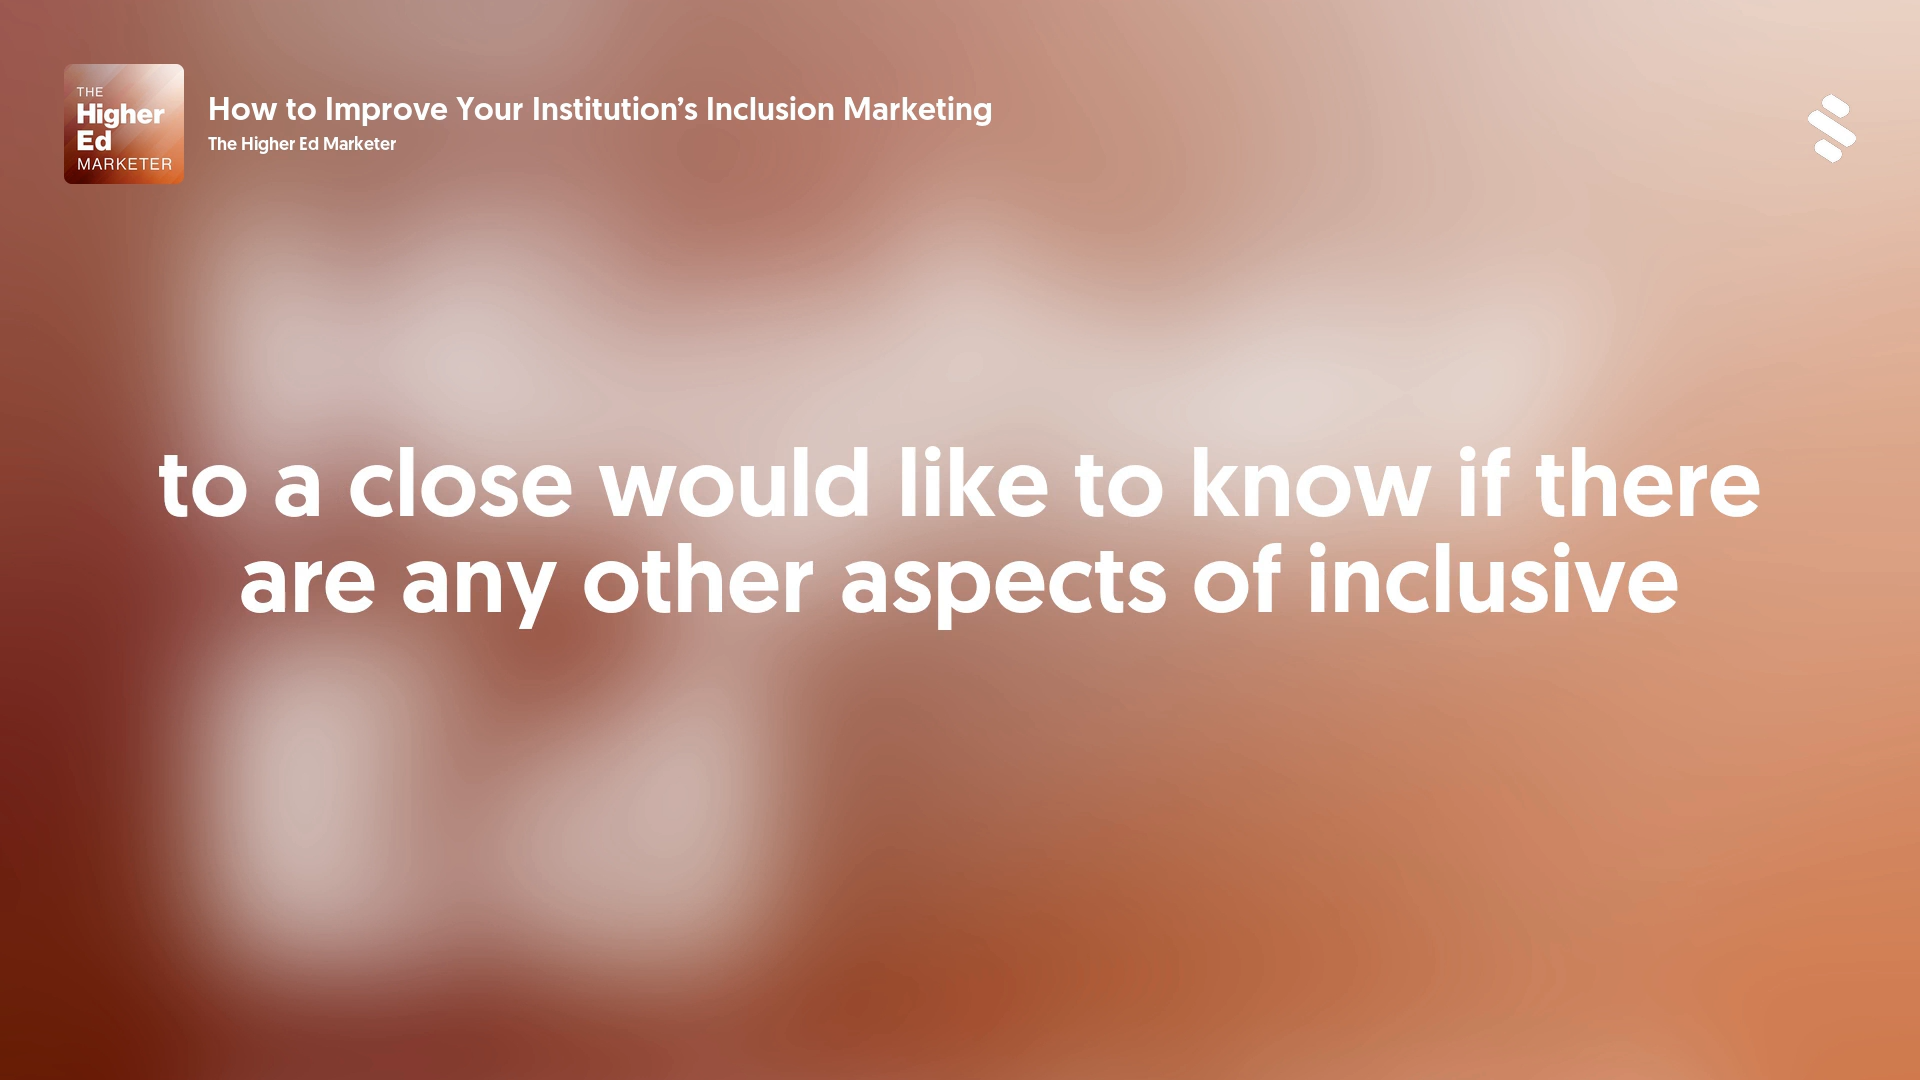 THE
Higher
Ed
MARKETER
How to Improve Your Institution’s Inclusion Marketing
The Higher Ed Marketer
to a close would like to know if there
are any other aspects of inclusive